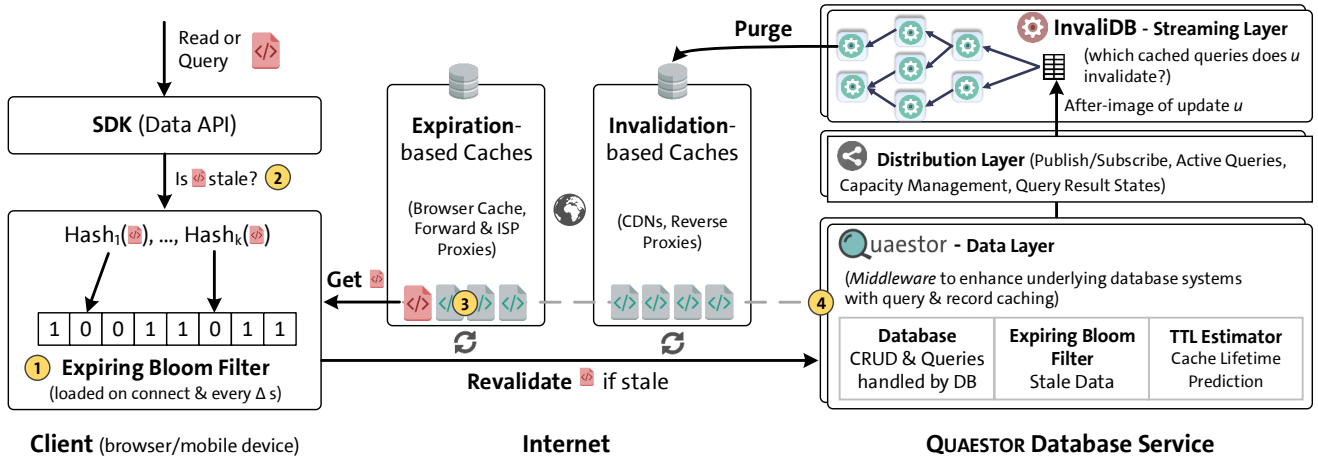 Read or
Query
SDK (Data API)
Is stale? 2
Hash1( ), ..., Hashk( )
1 0 0 1 1 0 1 1
1 Expiring Bloom Filter
(loaded on connect & every Δ s)
Client (browser/mobile device)
Expiration-
based Caches
(Browser Cache,
Forward & ISP
Proxies)
Get
3
Invalidation-
based Caches
(CDNs, Reverse
Proxies)
Revalidate if stale
Internet
Purge
InvaliDB - Streaming Layer
(which cached queries does u
invalidate?)
After-image of update u
Distribution Layer (Publish/Subscribe, Active Queries,
Capacity Management, Query Result States)
Quaestor - Data Layer
(Middleware to enhance underlying database systems
with query & record caching)
4
Database
CRUD & Queries
handled by DB
Expiring Bloom
Filter
Stale Data
TTL Estimator
Cache Lifetime
Prediction
QUAESTOR Database Service